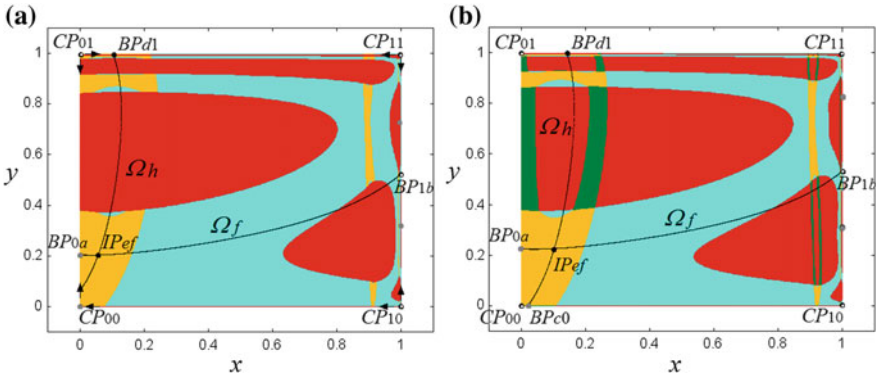 (a)
CP01 BPd1 CP11
1
0.8
Ωh
0.6
y
BP1b
0.4
Ωf
BP0a IPef
0.2
0
CP00 CP10
0 0.2 0.4 0.6 0.8 1
x
(b)
CP01 BPd1 CP11
1
0.8
Ωh
0.6
y
BP1b
0.4
Ωf
BP0a
0.2
IPef
0
CP00 BPc0 CP10
0 0.2 0.4 0.6 0.8 1
x